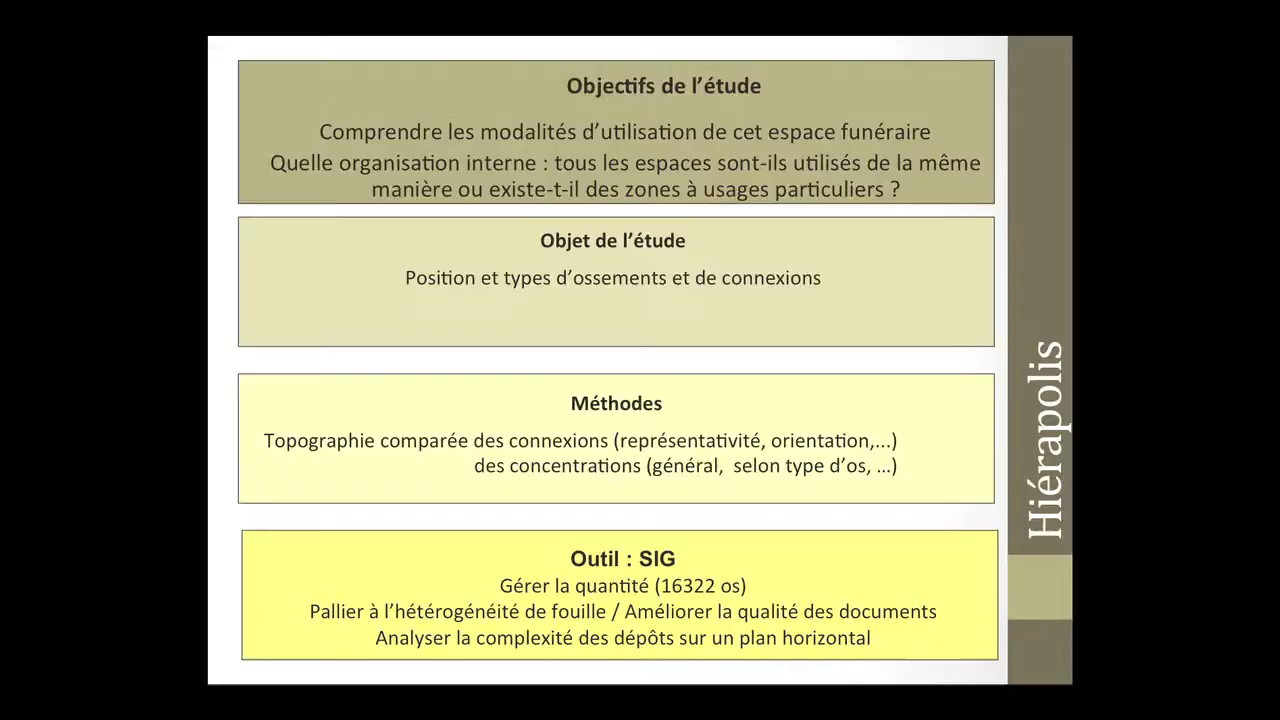 Objectifs de l’étude
Comprendre les modalités d’utilisation de cet espace funéraire
Quelle organisation interne : tous les espaces sont-ils utilisés de la même
manière ou existe-t-il des zones à usages particuliers ?
Objet de l’étude
Position et types d’ossements et de connexions
Méthodes
Topographie comparée des connexions (représentativité, orientation,...)
des concentrations (général, selon type d’os, …)
Outil : SIG
Gérer la quantité (16322 os)
Pallier à l’hétérogénéité de fouille / Améliorer la qualité des documents
Analyser la complexité des dépôts sur un plan horizontal
Hiérapolis